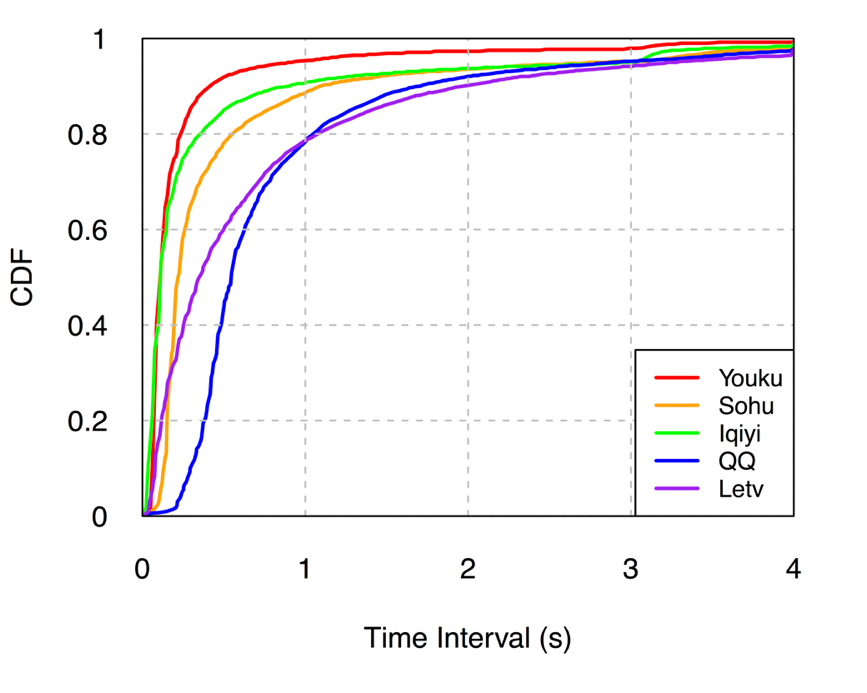 1
0.8
0.6
0.4
0.2
0
CDF
Youku
Sohu
Iqiyi
QQ
Letv
0 1 2 3 4
Time Interval (s)